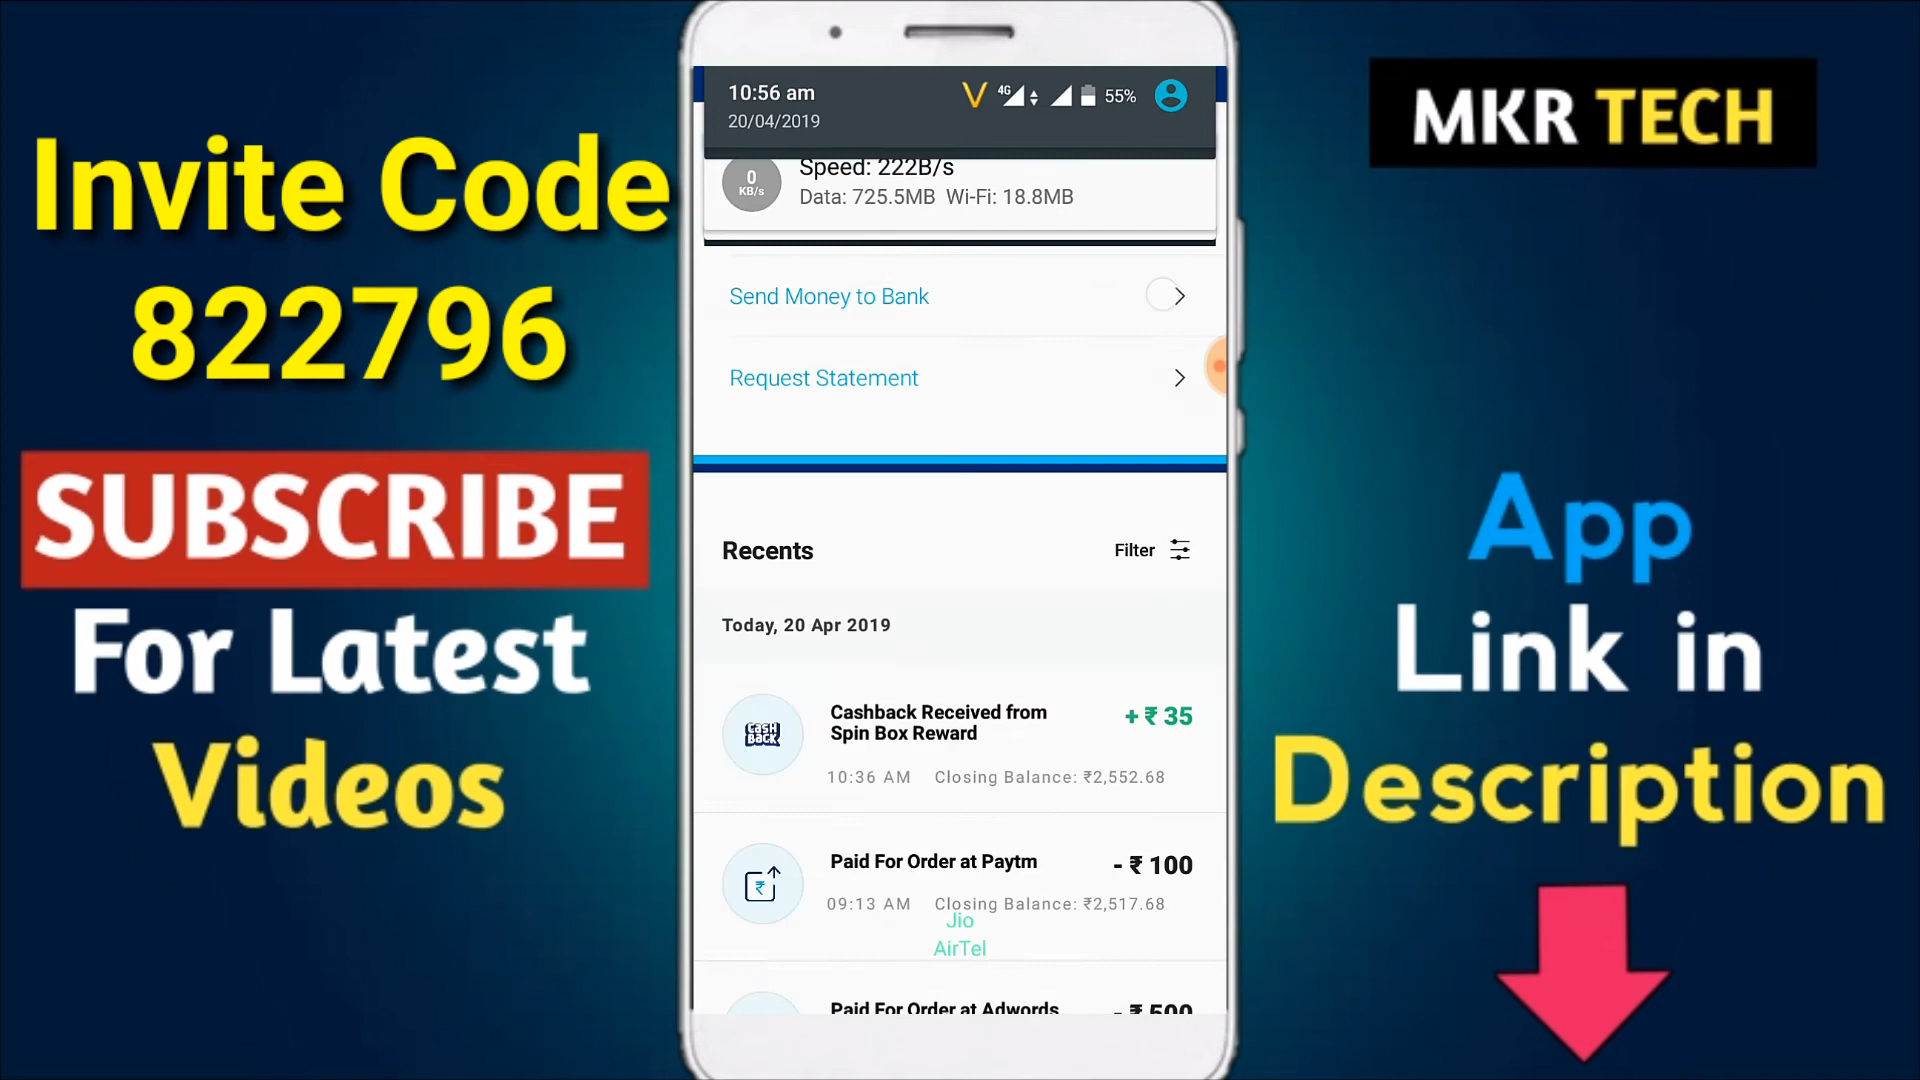 Invite Code
822796
SUBSCRIBE
For Latest
Videos
10:56 am
20/04/2019
4G
55%
0
KB/s
Speed: 222B/s
Data: 725.5MB Wi-Fi: 18.8MB
Send Money to Bank
Request Statement
Recents
Filter
Today, 20 Apr 2019
CASH
BACK
Cashback Received from
Spin Box Reward
+ ₹ 35
10:36 AM Closing Balance: ₹2,552.68
Paid For Order at Paytm
- ₹ 100
09:13 AM Closing Balance: ₹2,517.68
Jio
AirTel
Paid For Order at Adwords
- ₹ 500
MKR TECH
App
Link in
Description